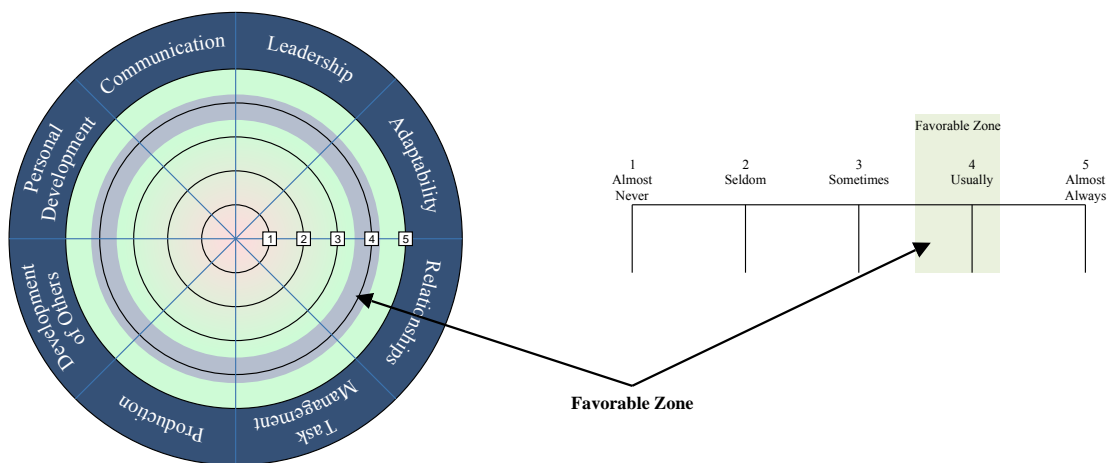 Communication
Leadership
Adaptability
Relationships
Task
Management
Production
Development
of Others
Personal
Development
1
2
3
4
5
Favorable Zone
1
Almost
Never
2
Seldom
3
Sometimes
4
Usually
5
Almost
Always
Favorable Zone